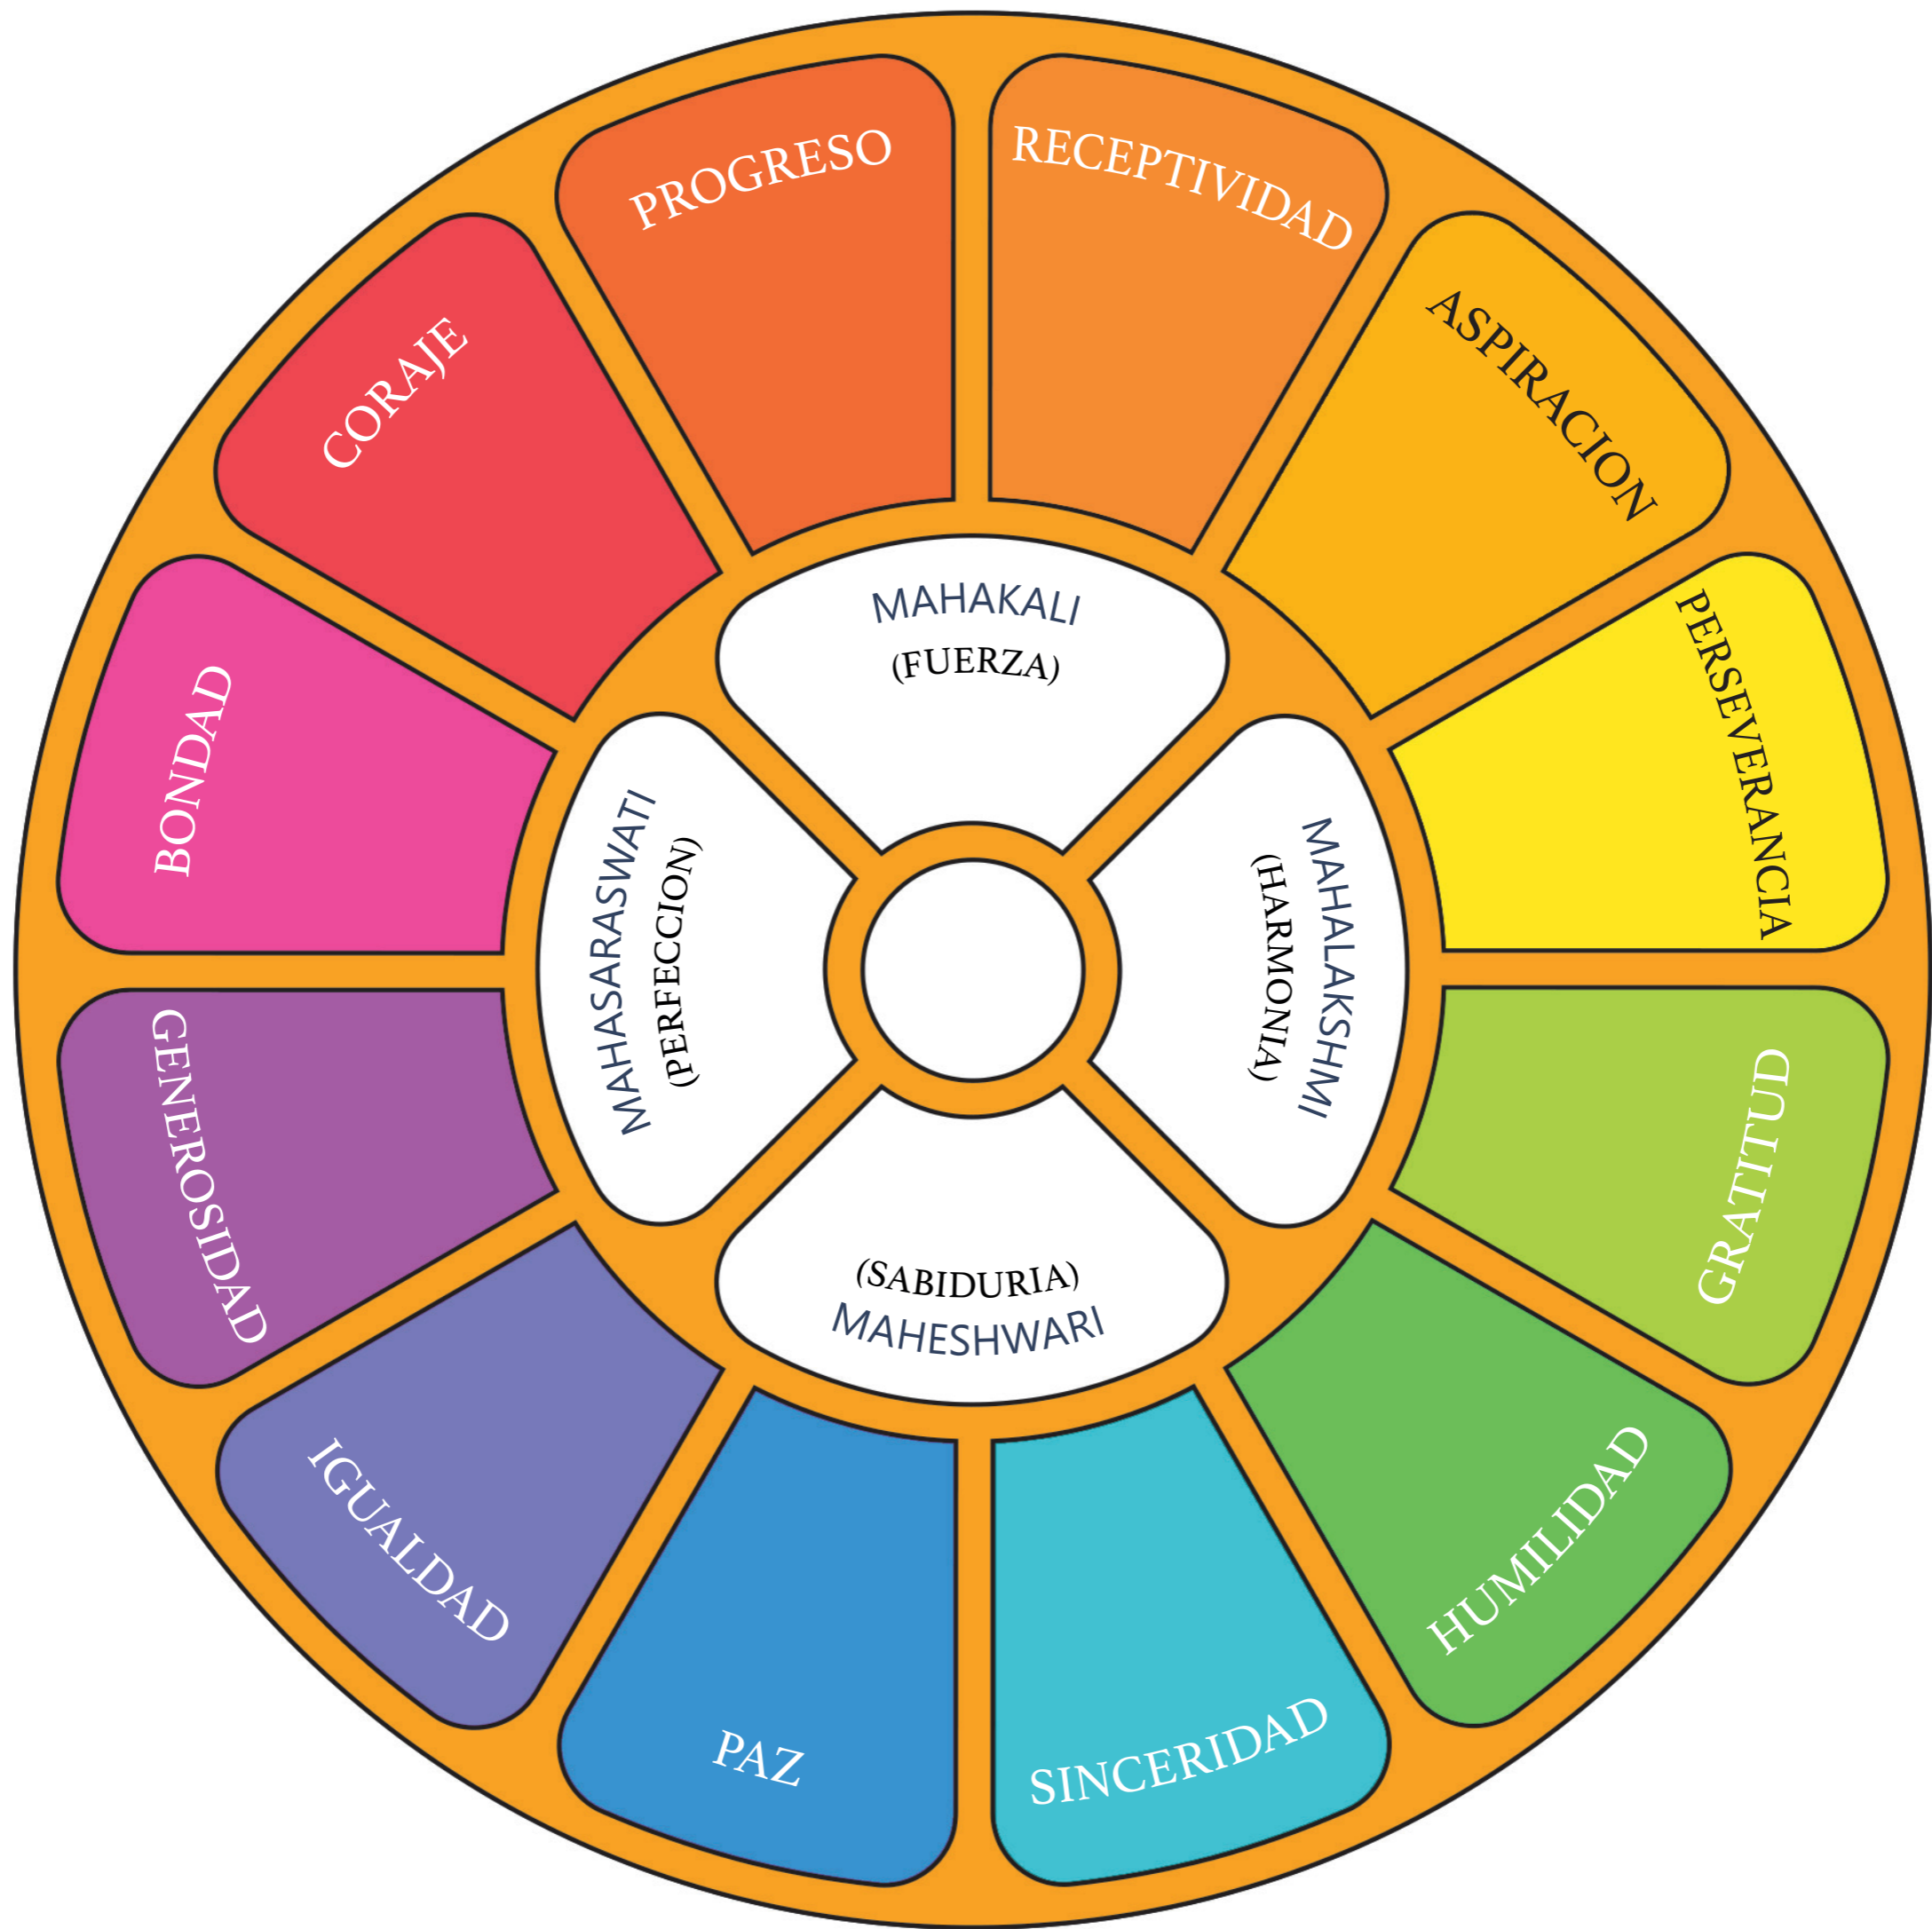 PROGRESO
RECEPTIVIDAD
ASPIRACION
PERSEVERANCIA
GRATITUD
HUMILIDAD
SINCERIDAD
PAZ
IGUALDAD
GENEROSIDAD
BONDAD
CORAJE
MAHAKALI
(FUERZA)
MAHALAKSHMI
(HARMONIA)
(SABIDURIA)
MAHESHWARI
MAHASARASWATI
(PERFECCION)